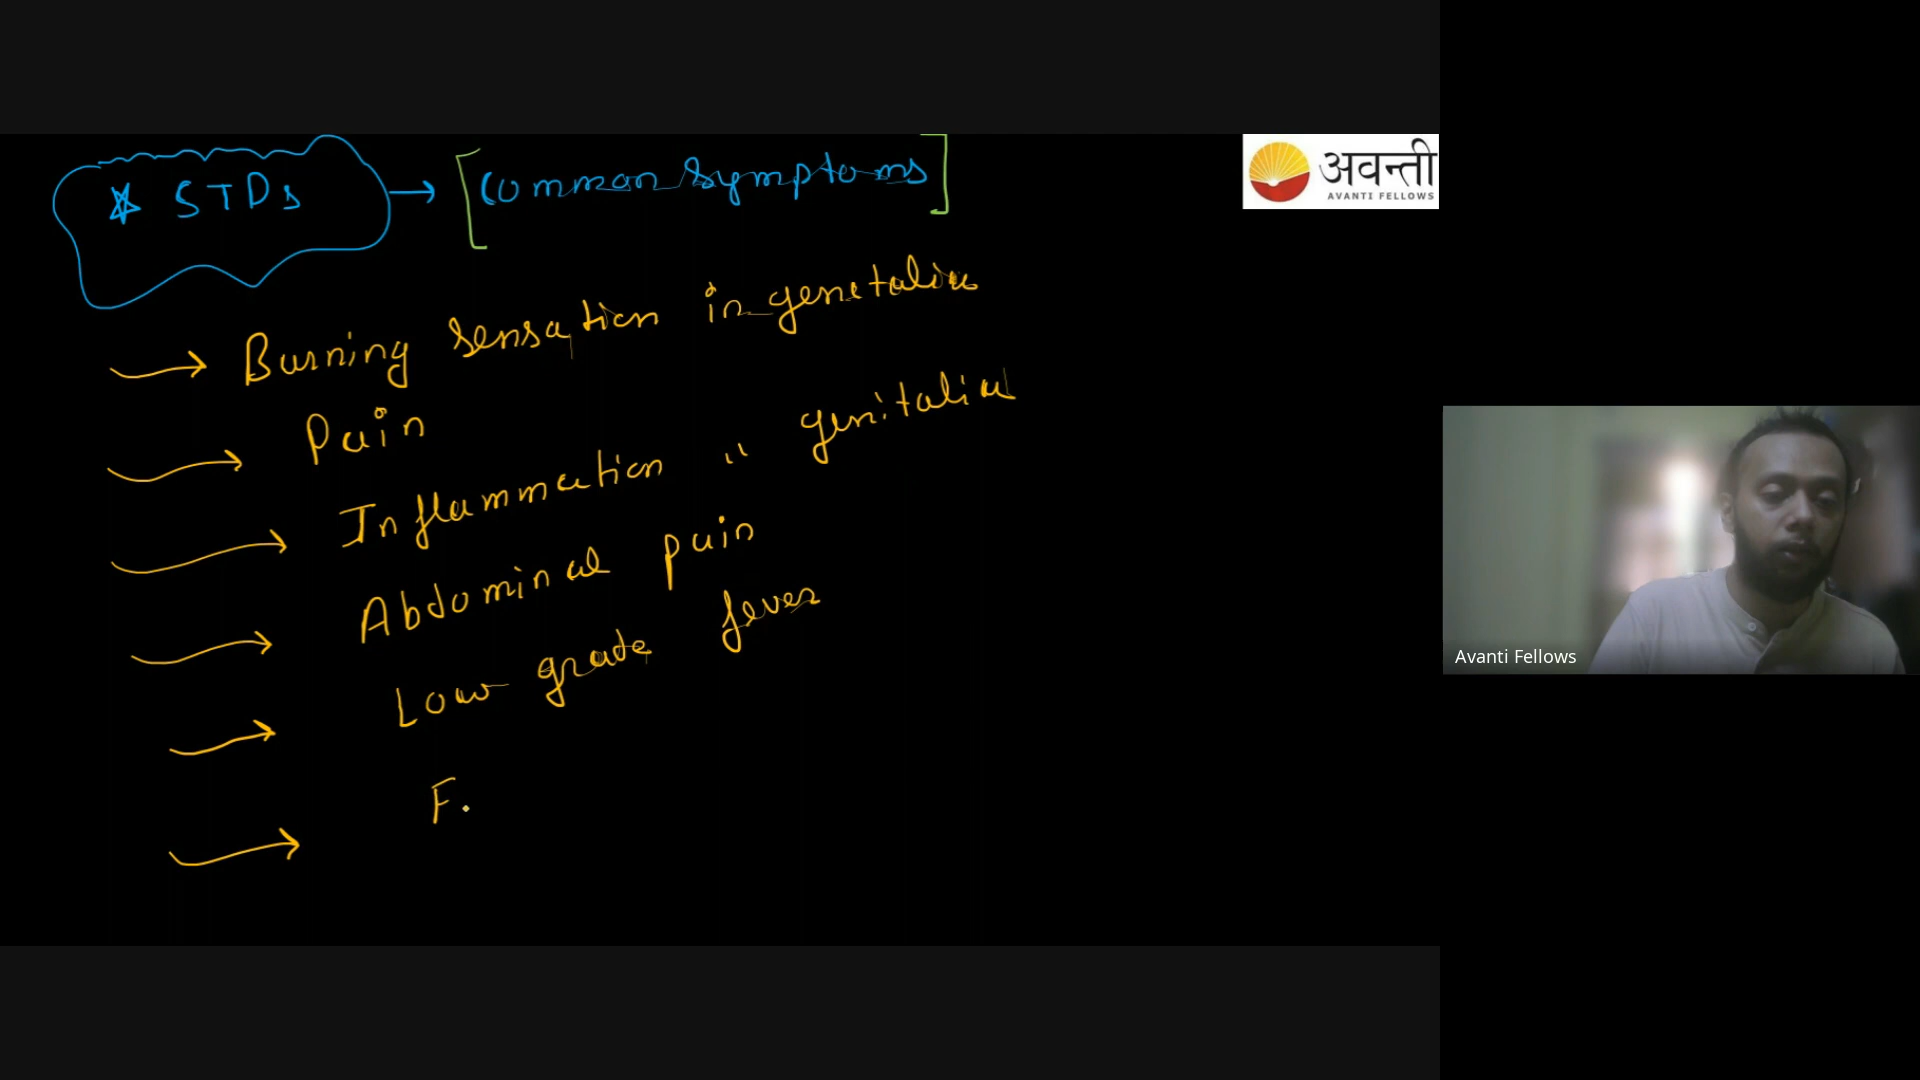 * STDs → [Common Symptoms]
अवन्ती
AVANTI FELLOWS
→ Burning sensation in genetalia
→ Pain
→ Inflammation " genitalia
→ Abdominal pain
→ Low grade fever
→ F.
Avanti Fellows